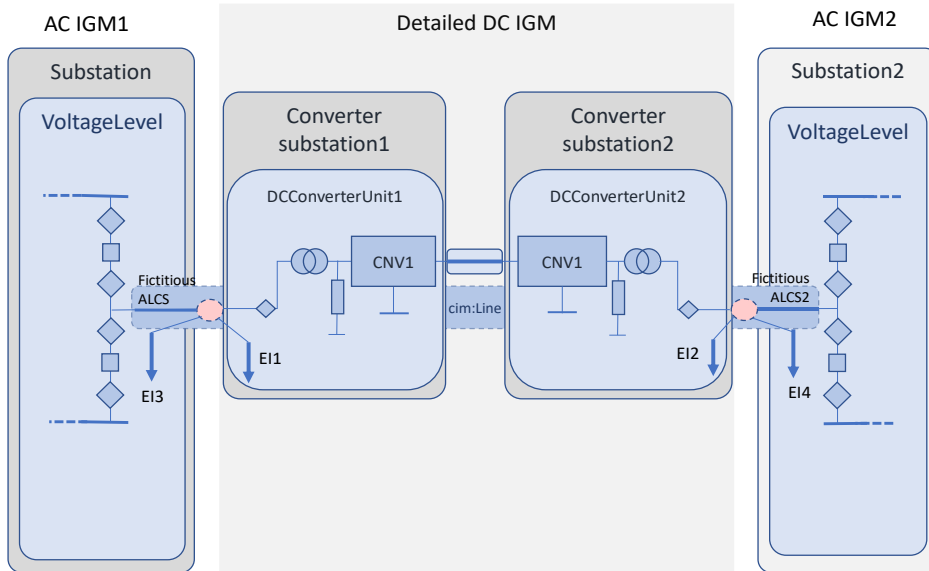 AC IGM1
Detailed DC IGM
AC IGM2
Substation
VoltageLevel
Converter
substation1
DCConverterUnit1
CNV1
Converter
substation2
DCConverterUnit2
CNV1
Substation2
VoltageLevel
Fictitious
ALCS
cim:Line
Fictitious
ALCS2
EI3
EI1
EI2
EI4